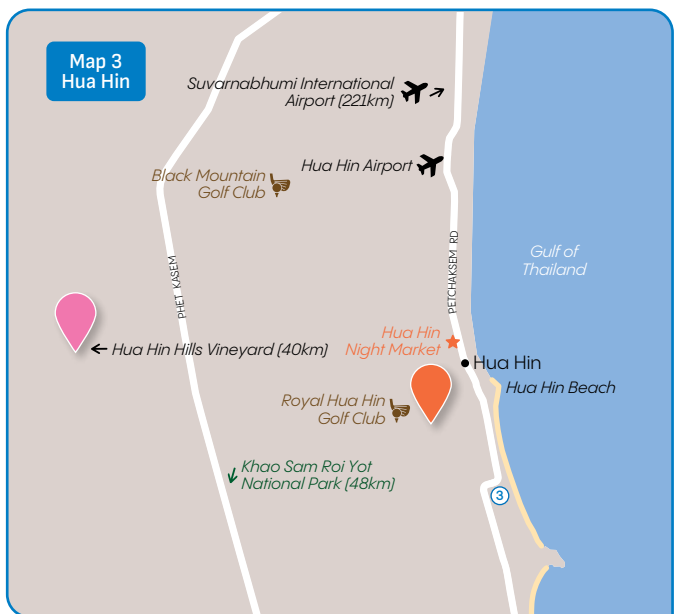 Map 3
Hua Hin
Suvarnabhumi International
Airport (221km)
Hua Hin Airport
Black Mountain
Golf Club
PETCHAKSEM RD
Gulf of
Thailand
PHET KASEM
Hua Hin
Night Market
Hua Hin Hills Vineyard (40km)
Hua Hin
Hua Hin Beach
Royal Hua Hin
Golf Club
Khao Sam Roi Yot
National Park (48km)
3